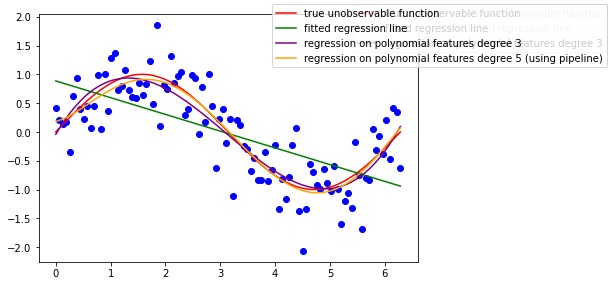 true unobservable function
fitted regression line
regression on polynomial features degree 3
regression on polynomial features degree 5 (using pipeline)
2.0
1.5
1.0
0.5
0.0
−0.5
−1.0
−1.5
−2.0
0 1 2 3 4 5 6